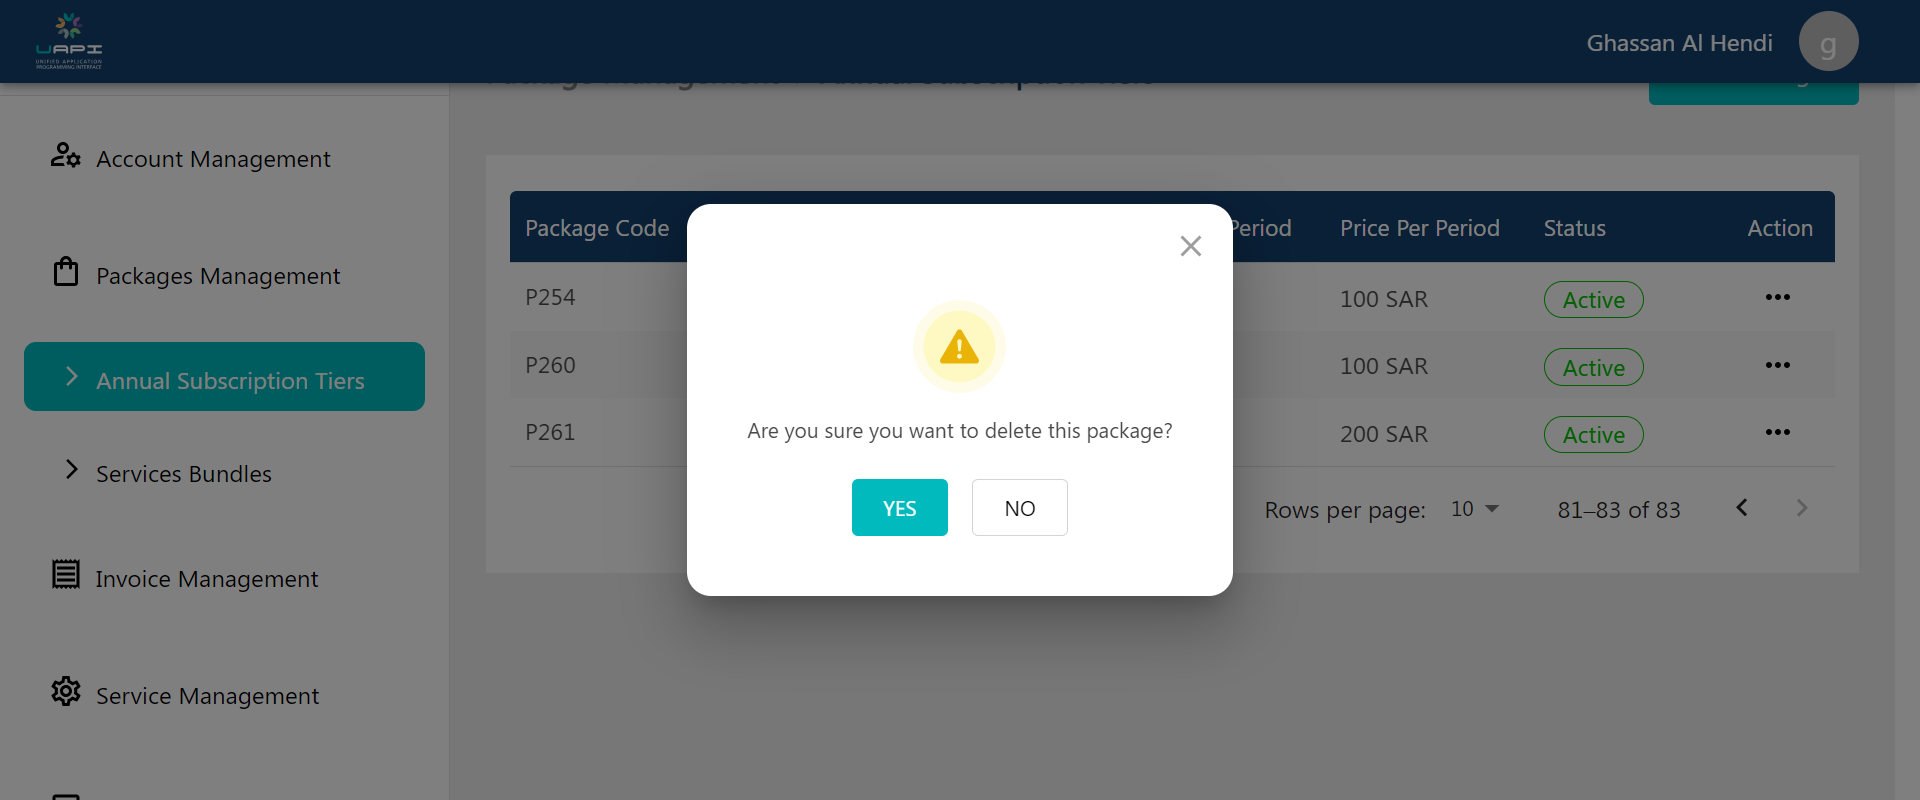 UAPI
UNIFIED APPLICATION
PROGRAMMING INTERFACE
Ghassan Al Hendi
g
Account Management
Packages Management
Annual Subscription Tiers
Services Bundles
Invoice Management
Service Management
Package Code
Period
Price Per Period
Status
Action
P254
100 SAR
Active
P260
100 SAR
Active
P261
200 SAR
Active
Rows per page:
10
81–83 of 83
Are you sure you want to delete this package?
YES
NO